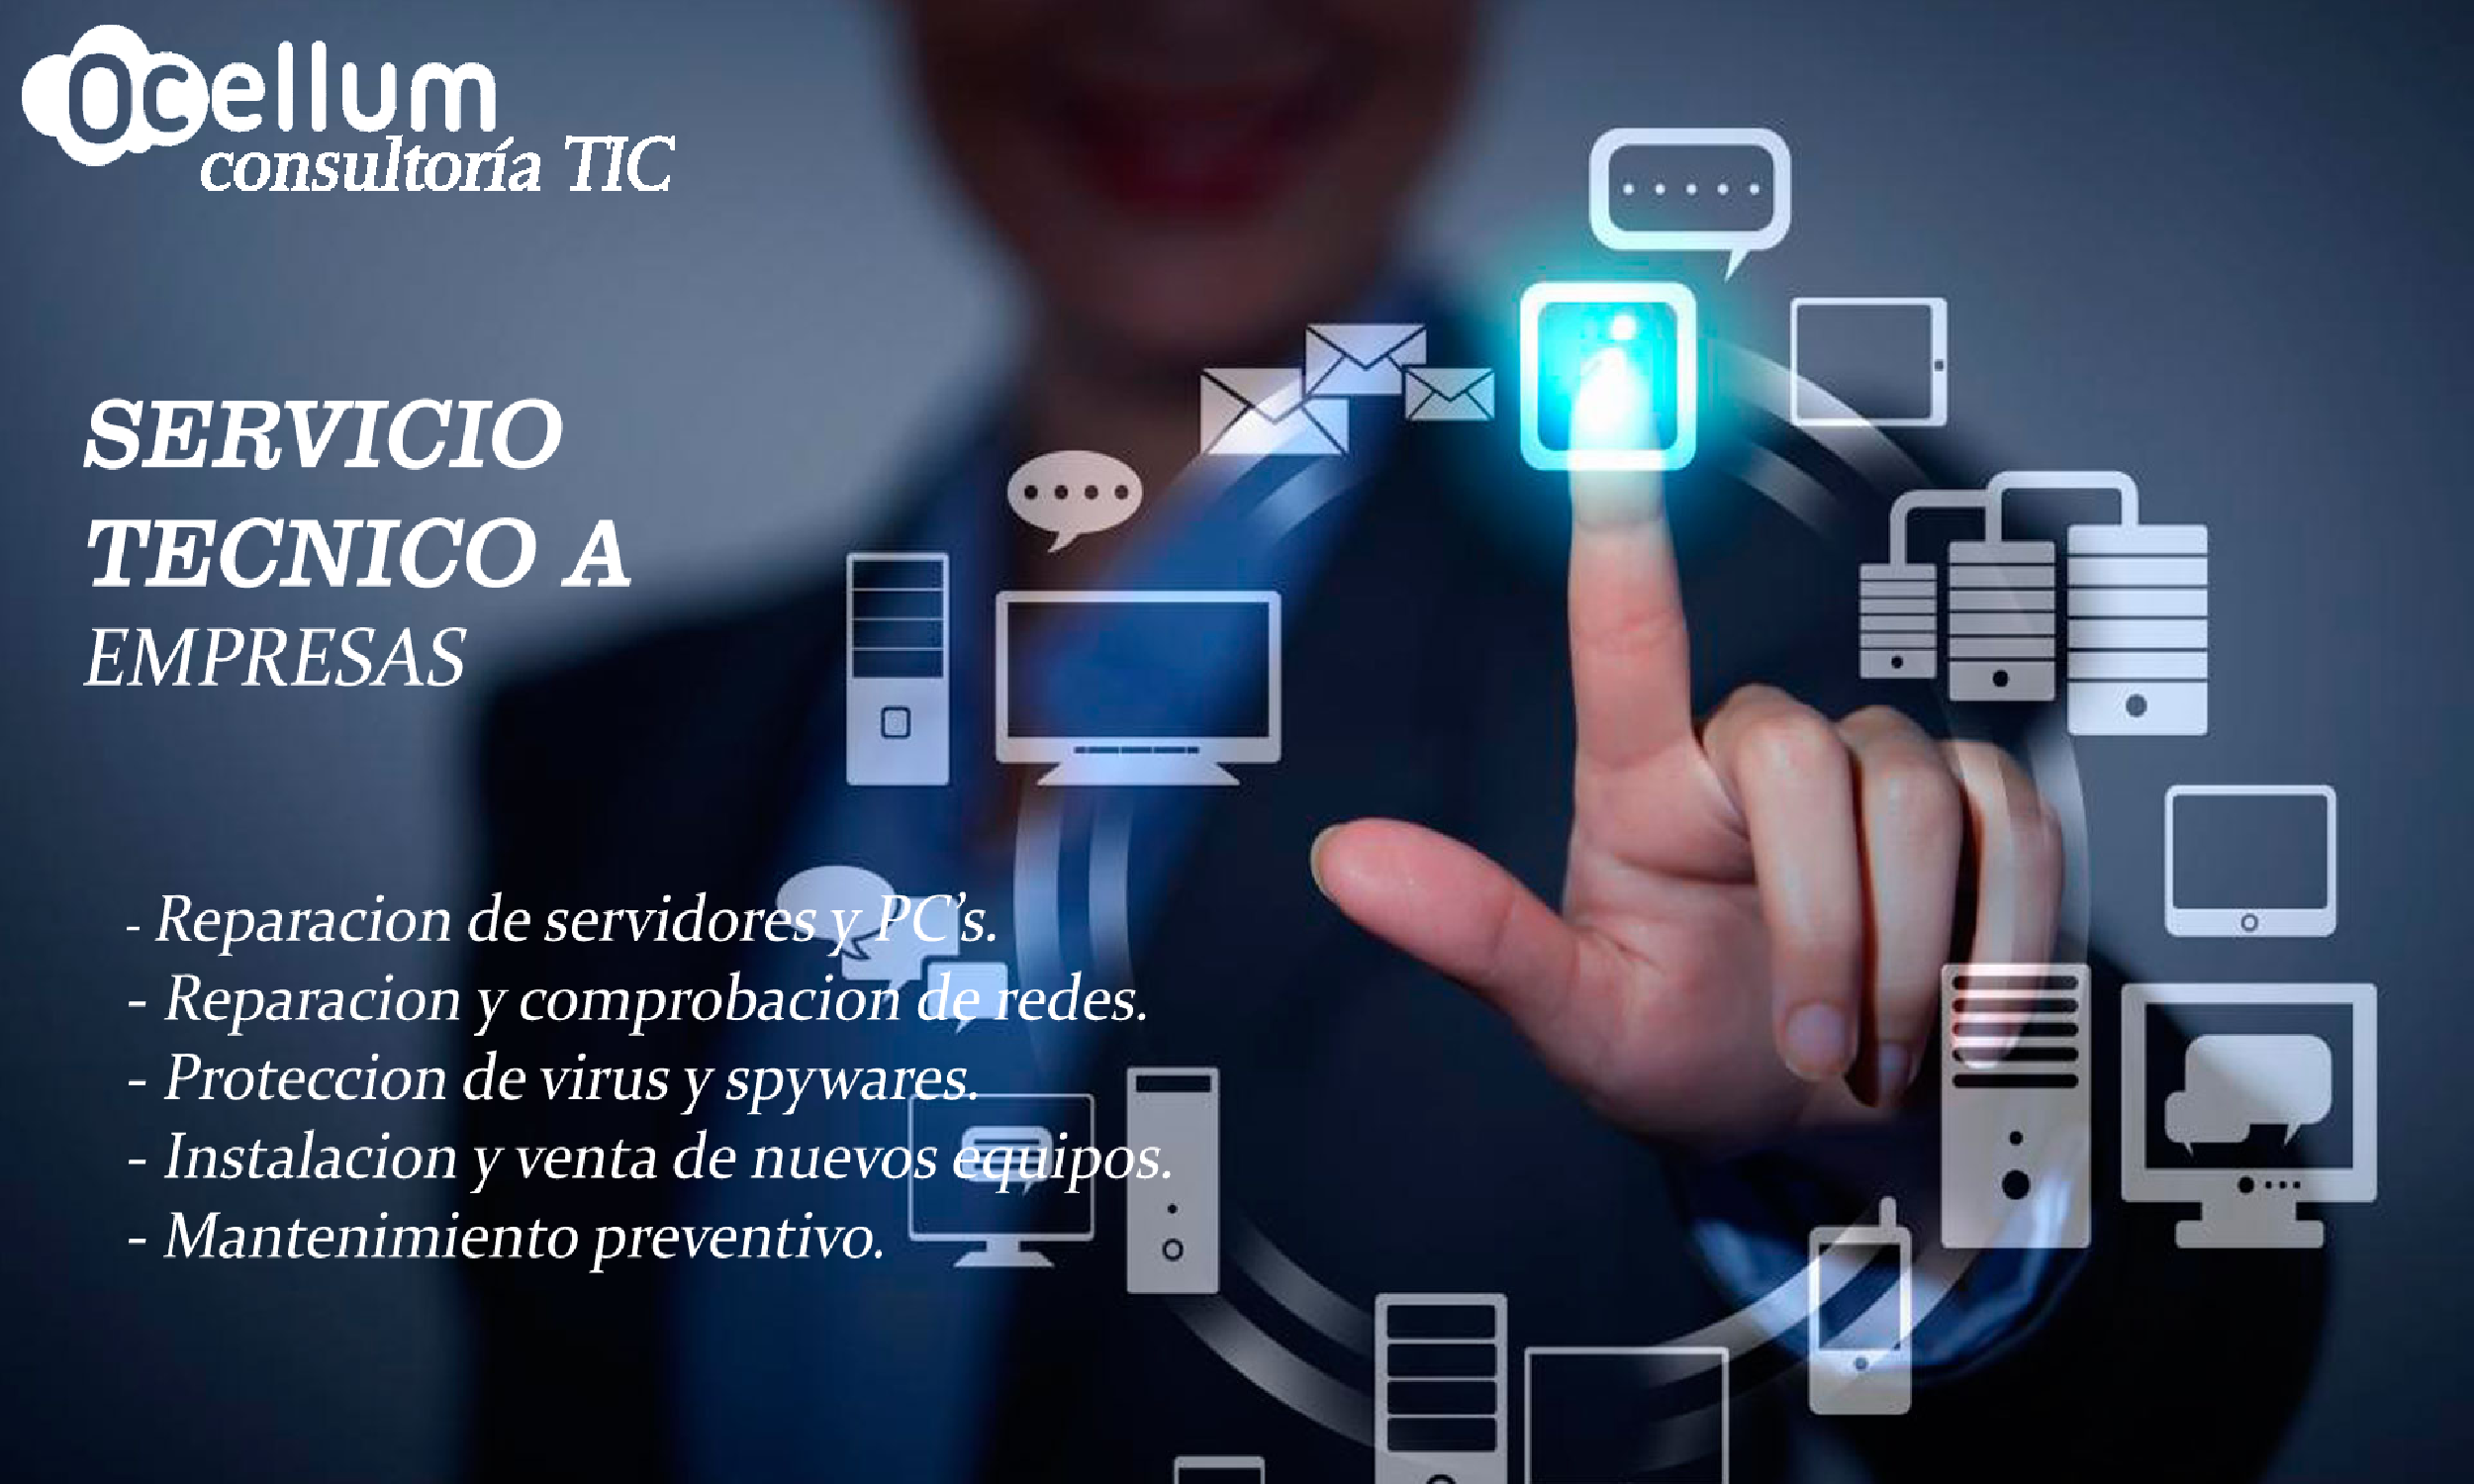 Ocellum
consultoría TIC
SERVICIO
TECNICO A
EMPRESAS
- Reparacion de servidores y PC's.
- Reparacion y comprobacion de redes.
- Proteccion de virus y spywares.
- Instalacion y venta de nuevos equipos.
- Mantenimiento preventivo.